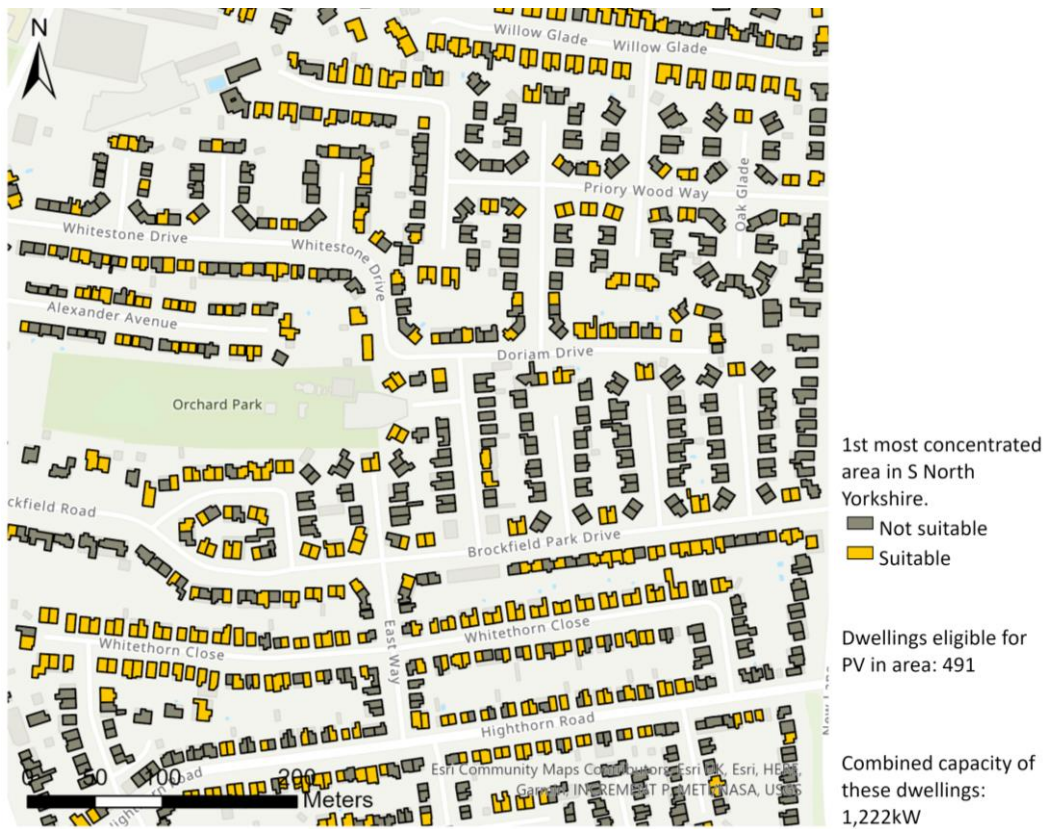 N
Willow Glade
Willow Glade
Priory Wood Way
Oak Glade
Whitestone Drive
Whitestone Drive
Alexander Avenue
Doriam Drive
Orchard Park
1st most concentrated
area in S North
Yorkshire.
Not suitable
Suitable
ckfield Road
Brockfield Park Drive
Whitethorn Close
Whitethorn Close
East Way
Dwellings eligible for
PV in area: 491
Highthorn Road
Combined capacity of
these dwellings:
1,222kW
Esri Community Maps Contributors, Esri UK, Esri, HERE,
Garmin, INCREMENT P, METI/NASA, USGS
0 50 100 200
Meters
Road